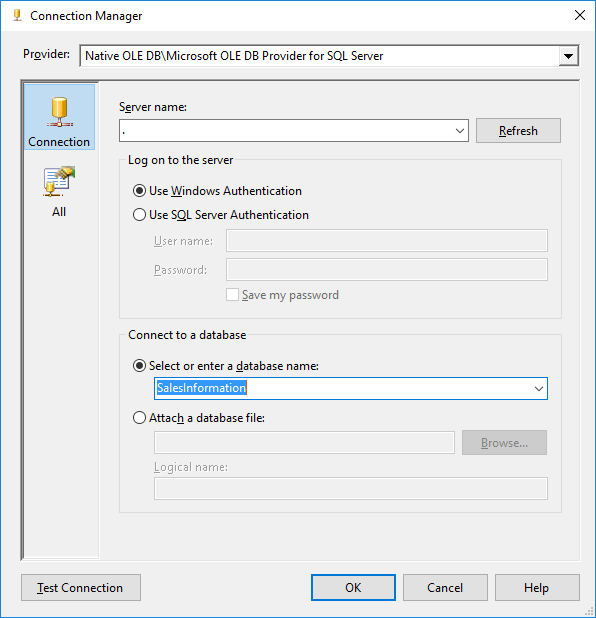 Connection Manager
Provider: Native OLE DB\Microsoft OLE DB Provider for SQL Server
Connection
All
Server name:
. Refresh
Log on to the server
Use Windows Authentication
Use SQL Server Authentication
User name:
Password:
Save my password
Connect to a database
Select or enter a database name:
SalesInformation
Attach a database file:
Browse...
Logical name:
Test Connection OK Cancel Help